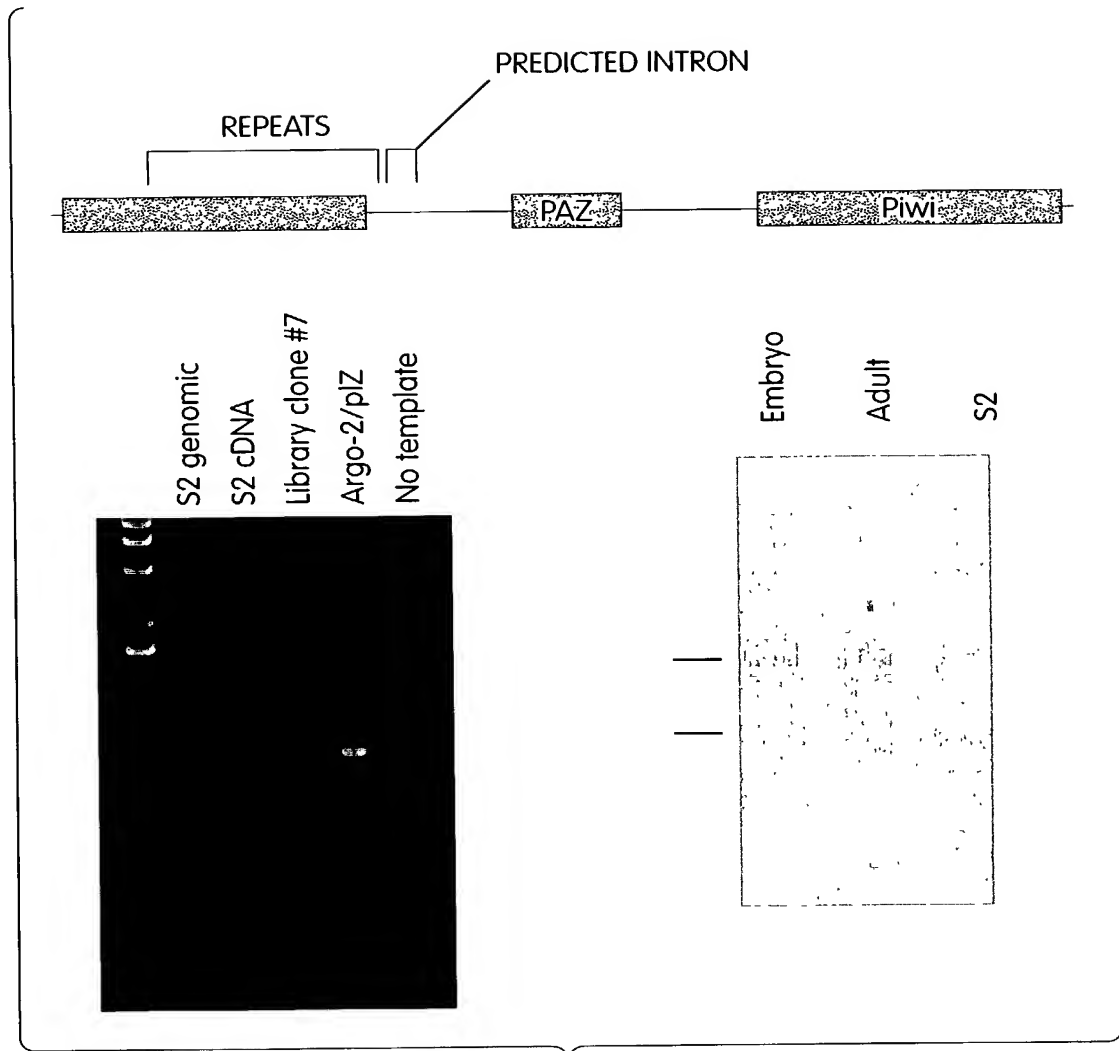 PREDICTED INTRON
REPEATS
PAZ
Piwi
S2 genomic
S2 cDNA
Library clone #7
Argo-2/pIZ
No template
Embryo
Adult
S2